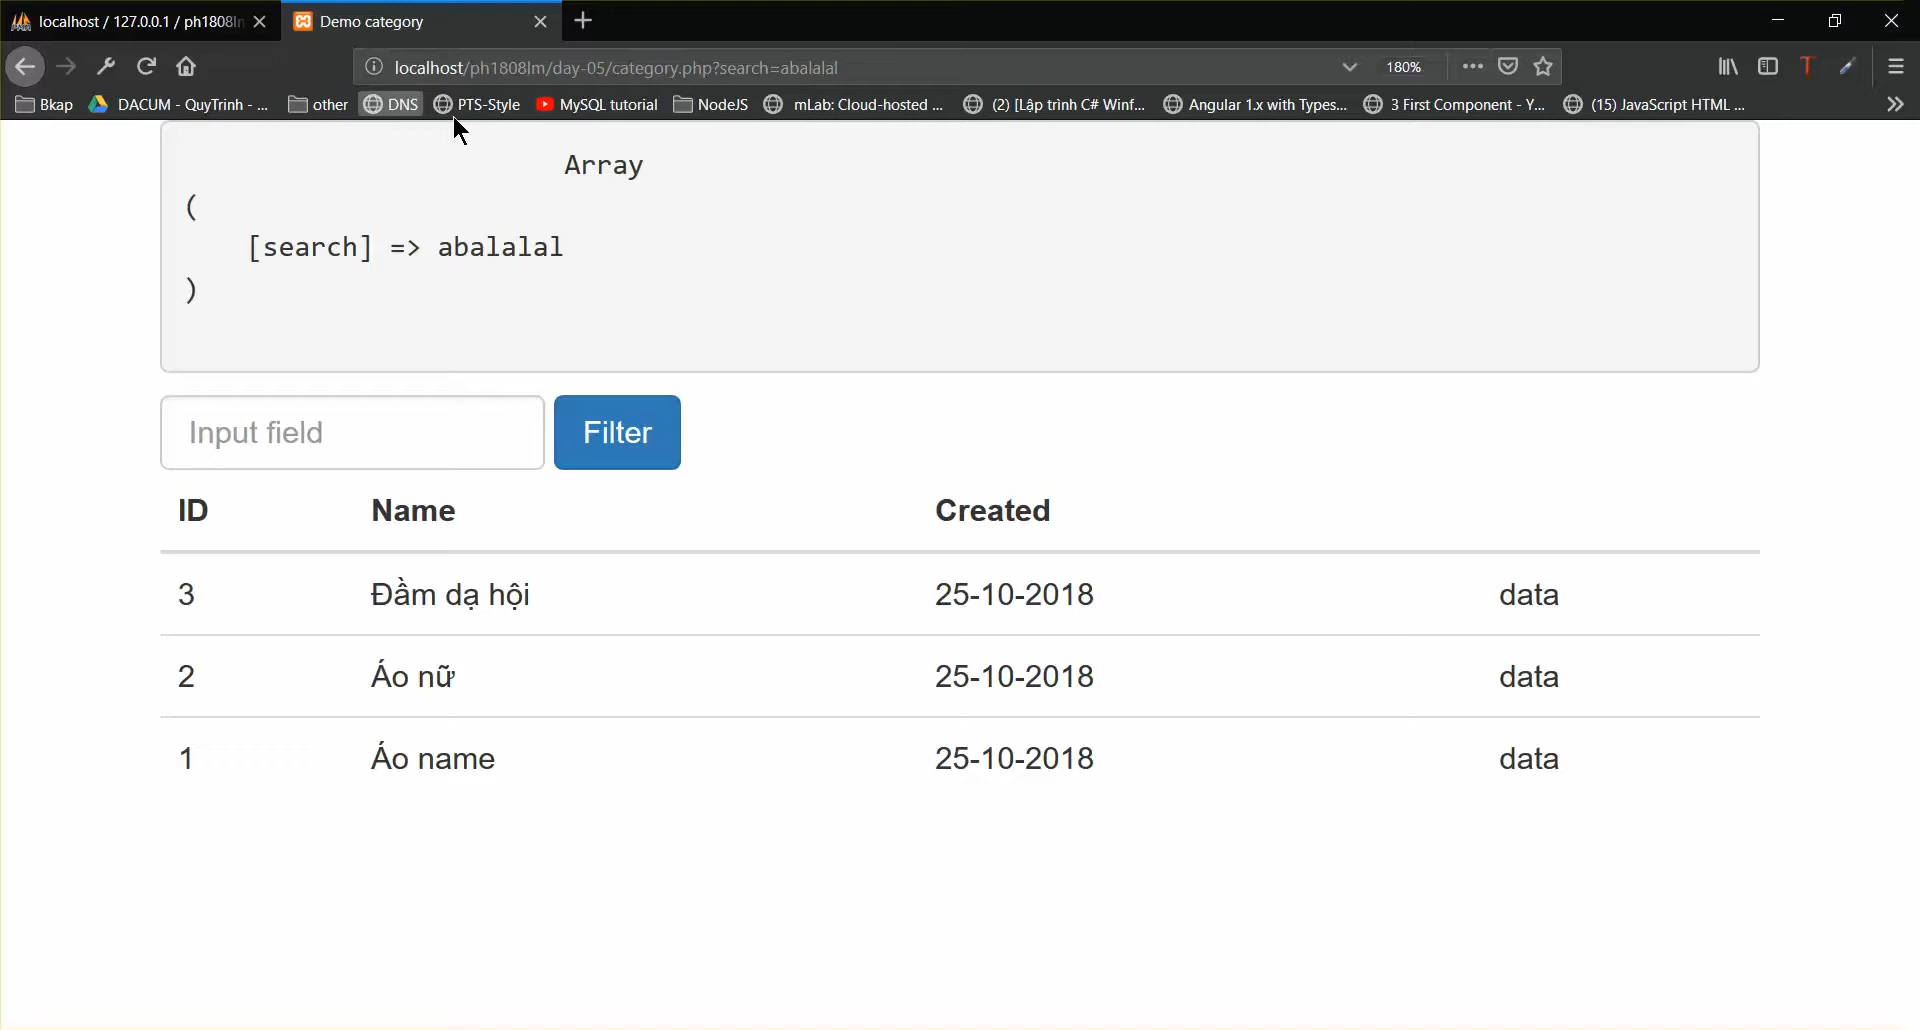 localhost / 127.0.0.1 / ph1808lm
Demo category
localhost/ph1808lm/day-05/category.php?search=abalalal
180%
Bkap
DACUM - QuyTrinh - ...
other
DNS
PTS-Style
MySQL tutorial
NodeJS
mLab: Cloud-hosted ...
(2) [Lập trình C# Winf...
Angular 1.x with Types...
3 First Component - Y...
(15) JavaScript HTML ...
Array
(
[search] => abalalal
)
Input field
Filter
ID Name Created
3 Đầm dạ hội 25-10-2018 data
2 Áo nữ 25-10-2018 data
1 Áo name 25-10-2018 data